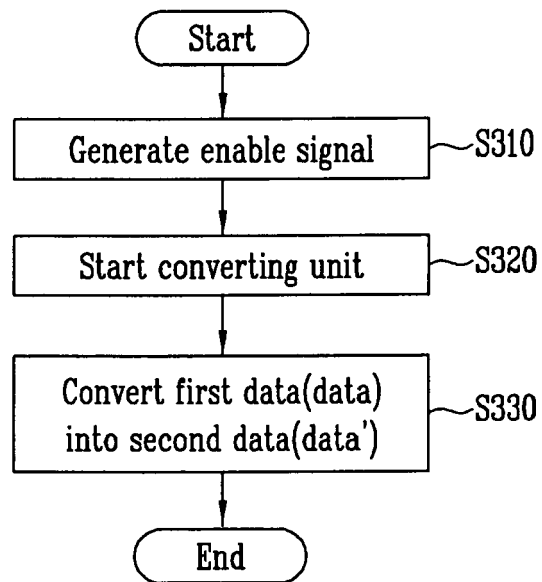 Start
Generate enable signal
S310
Start converting unit
S320
Convert first data(data)
into second data(data')
S330
End